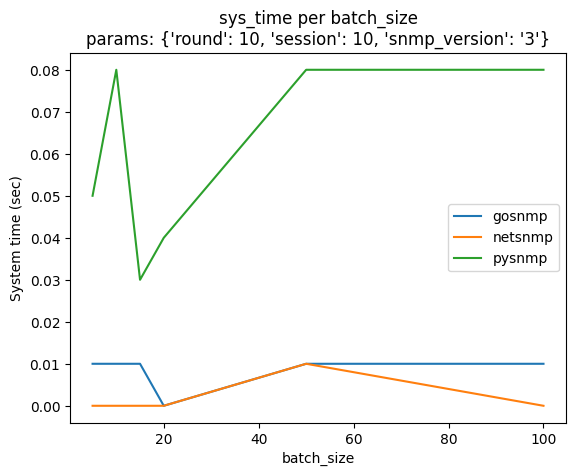 sys_time per batch_size
params: {'round': 10, 'session': 10, 'snmp_version': '3'}
0.08
0.07
0.06
0.05
0.04
0.03
0.02
0.01
0.00
System time (sec)
gosnmp
netsnmp
pysnmp
20
40
60
80
100
batch_size